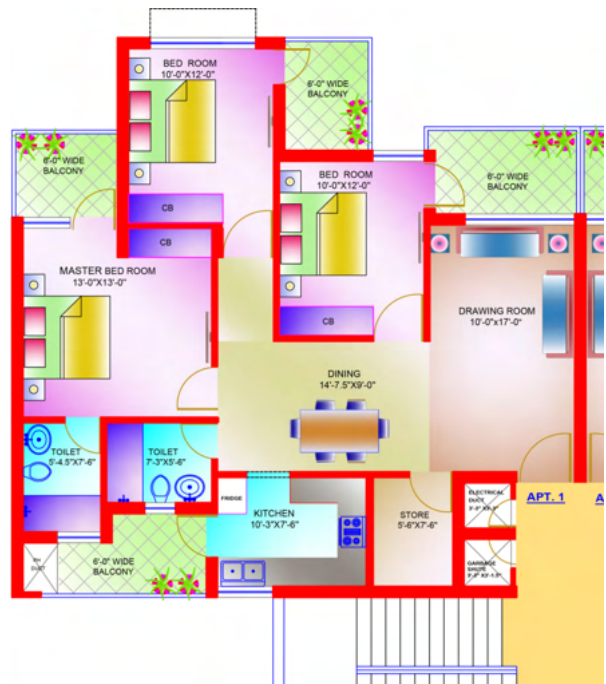 BED ROOM
10'-0"X12'-0"
6'-0" WIDE
BALCONY
6'-0" WIDE
BALCONY
BED ROOM
10'-0"X12'-0"
6'-0" WIDE
BALCONY
CB
CB
MASTER BED ROOM
13'-0"X13'-0"
DRAWING ROOM
10'-0"x17'-0"
CB
DINING
14'-7.5"X9'-0"
TOILET
5'-4.5"X7'-6"
TOILET
7'-3"X5'-6"
FRIDGE
KITCHEN
10'-3"X7'-6"
STORE
5'-6"X7'-6"
ELECTRICAL
DUCT
APT. 1
A
6'-0" WIDE
BALCONY
DUCT
GARBAGE